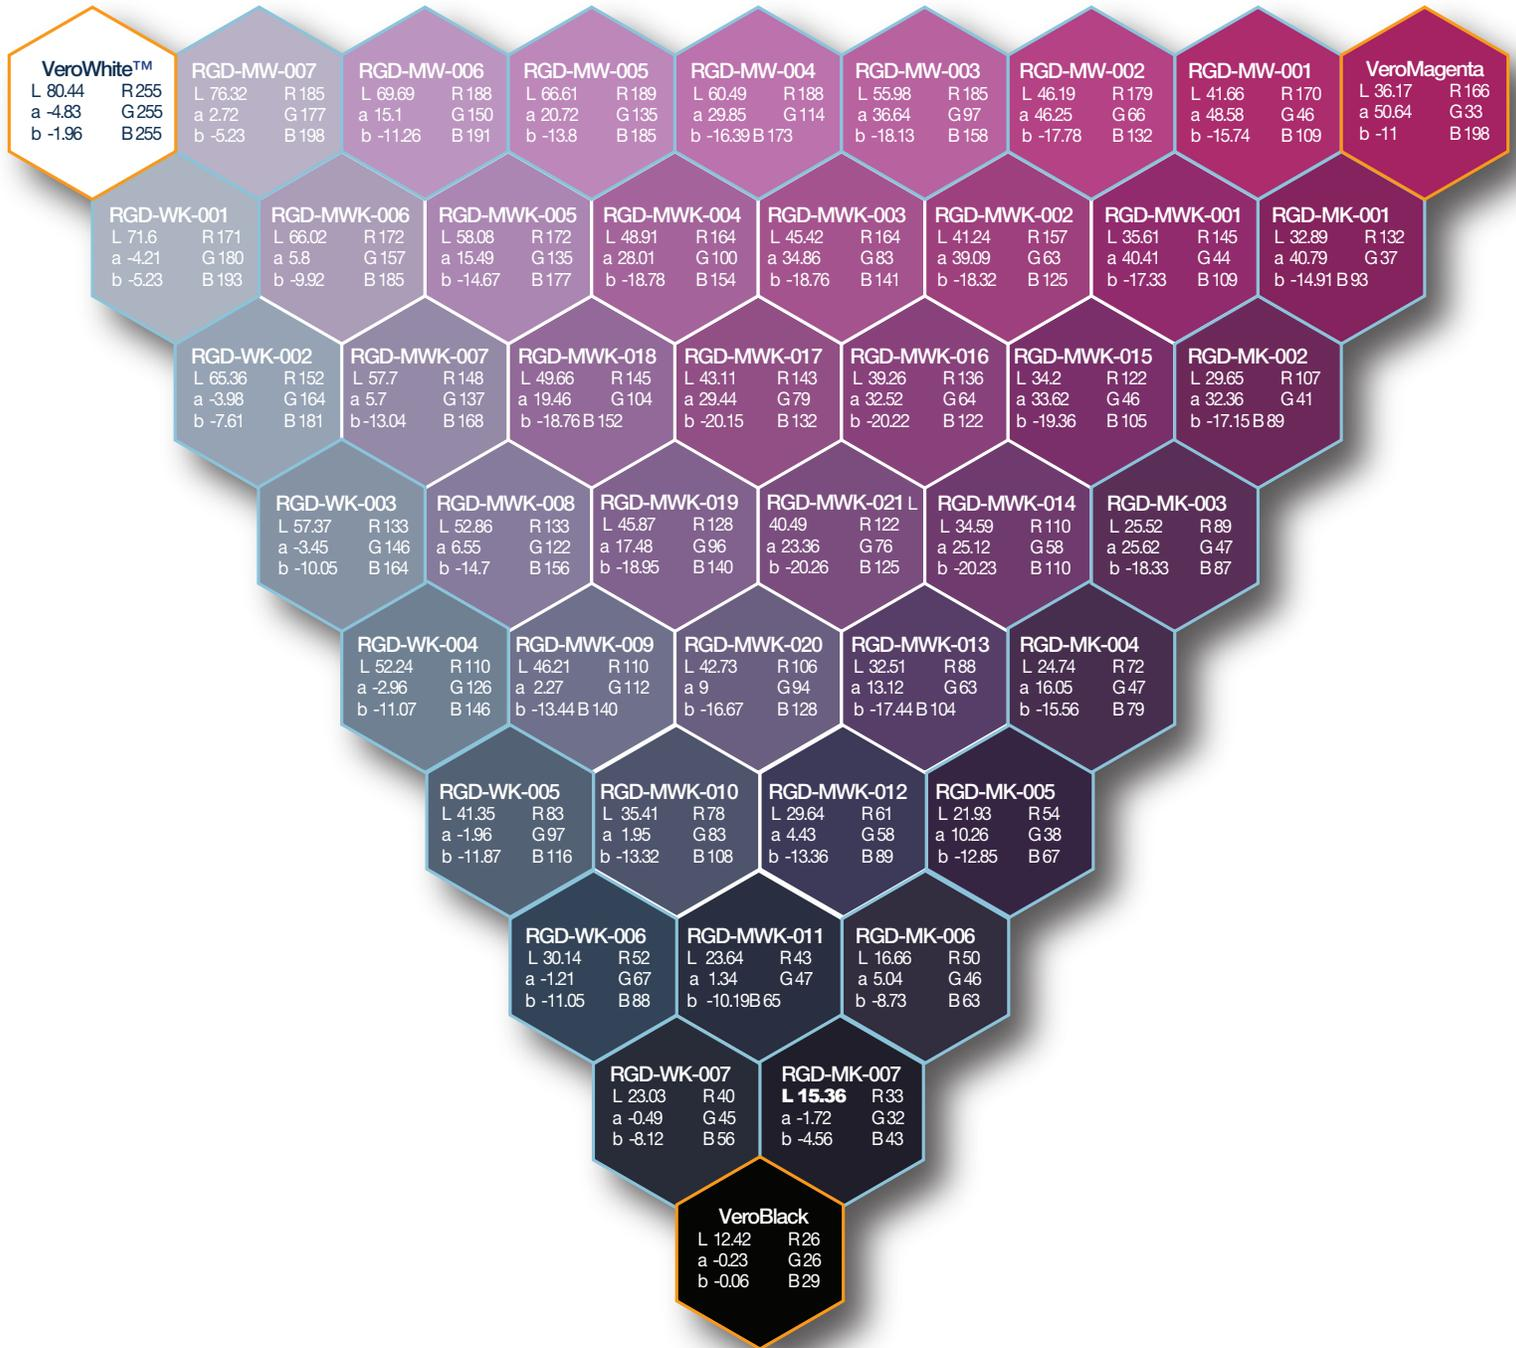 VeroWhite™
L 80.44 R 255
a -4.83 G 255
b -1.96 B 255
RGD-MW-007
L 76.32 R 185
a 2.72 G 177
b -5.23 B 198
RGD-MW-006
L 69.69 R 188
a 15.1 G 150
b -11.26 B 191
RGD-MW-005
L 66.61 R 189
a 20.72 G 135
b -13.8 B 185
RGD-MW-004
L 60.49 R 188
a 29.85 G 114
b -16.39 B 173
RGD-MW-003
L 55.98 R 185
a 36.64 G 97
b -18.13 B 158
RGD-MW-002
L 46.19 R 179
a 46.25 G 66
b -17.78 B 132
RGD-MW-001
L 41.66 R 170
a 48.58 G 46
b -15.74 B 109
VeroMagenta
L 36.17 R 166
a 50.64 G 33
b -11 B 198
RGD-WK-001
L 71.6 R 171
a -4.21 G 180
b -5.23 B 193
RGD-MWK-006
L 66.02 R 172
a 5.8 G 157
b -9.92 B 185
RGD-MWK-005
L 58.08 R 172
a 15.49 G 135
b -14.67 B 177
RGD-MWK-004
L 48.91 R 164
a 28.01 G 100
b -18.78 B 154
RGD-MWK-003
L 45.42 R 164
a 34.86 G 83
b -18.76 B 141
RGD-MWK-002
L 41.24 R 157
a 39.09 G 63
b -18.32 B 125
RGD-MWK-001
L 35.61 R 145
a 40.41 G 44
b -17.33 B 109
RGD-MK-001
L 32.89 R 132
a 40.79 G 37
b -14.91 B 93
RGD-WK-002
L 65.36 R 152
a -3.98 G 164
b -7.61 B 181
RGD-MWK-007
L 57.7 R 148
a 5.7 G 137
b -13.04 B 168
RGD-MWK-018
L 49.66 R 145
a 19.46 G 104
b -18.76 B 152
RGD-MWK-017
L 43.11 R 143
a 29.44 G 79
b -20.15 B 132
RGD-MWK-016
L 39.26 R 136
a 32.52 G 64
b -20.22 B 122
RGD-MWK-015
L 34.2 R 122
a 33.62 G 46
b -19.36 B 105
RGD-MK-002
L 29.65 R 107
a 32.36 G 41
b -17.15 B 89
RGD-WK-003
L 57.37 R 133
a -3.45 G 146
b -10.05 B 164
RGD-MWK-008
L 52.86 R 133
a 6.55 G 122
b -14.7 B 156
RGD-MWK-019
L 45.87 R 128
a 17.48 G 96
b -18.95 B 140
RGD-MWK-021 L
40.49 R 122
a 23.36 G 76
b -20.26 B 125
RGD-MWK-014
L 34.59 R 110
a 25.12 G 58
b -20.23 B 110
RGD-MK-003
L 25.52 R 89
a 25.62 G 47
b -18.33 B 87
RGD-WK-004
L 52.24 R 110
a -2.96 G 126
b -11.07 B 146
RGD-MWK-009
L 46.21 R 110
a 2.27 G 112
b -13.44 B 140
RGD-MWK-020
L 42.73 R 106
a 9 G 94
b -16.67 B 128
RGD-MWK-013
L 32.51 R 88
a 13.12 G 63
b -17.44 B 104
RGD-MK-004
L 24.74 R 72
a 16.05 G 47
b -15.56 B 79
RGD-WK-005
L 41.35 R 83
a -1.96 G 97
b -11.87 B 116
RGD-MWK-010
L 35.41 R 78
a 1.95 G 83
b -13.32 B 108
RGD-MWK-012
L 29.64 R 61
a 4.43 G 58
b -13.36 B 89
RGD-MK-005
L 21.93 R 54
a 10.26 G 38
b -12.85 B 67
RGD-WK-006
L 30.14 R 52
a -1.21 G 67
b -11.05 B 88
RGD-MWK-011
L 23.64 R 43
a 1.34 G 47
b -10.19 B 65
RGD-MK-006
L 16.66 R 50
a 5.04 G 46
b -8.73 B 63
RGD-WK-007
L 23.03 R 40
a -0.49 G 45
b -8.12 B 56
RGD-MK-007
L 15.36 R 33
a -1.72 G 32
b -4.56 B 43
VeroBlack
L 12.42 R 26
a -0.23 G 26
b -0.06 B 29